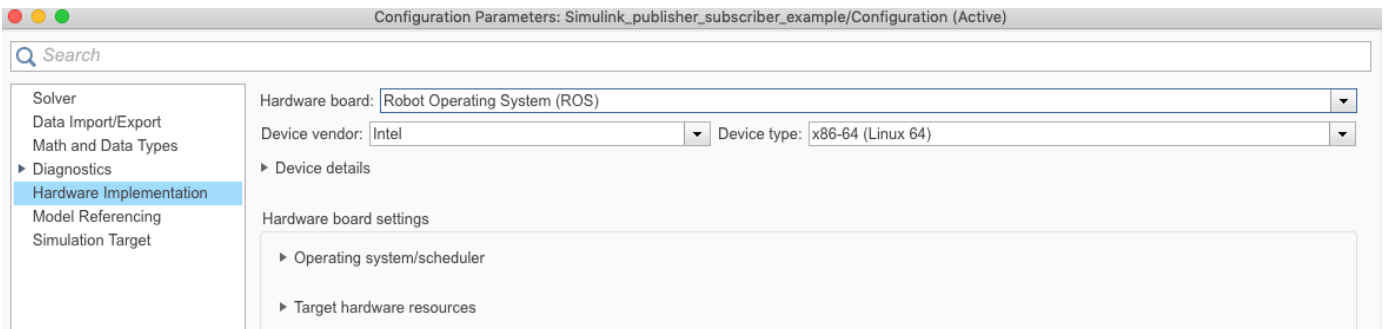 Configuration Parameters: Simulink_publisher_subscriber_example/Configuration (Active)
Search
Solver
Data Import/Export
Math and Data Types
Diagnostics
Hardware Implementation
Model Referencing
Simulation Target
Hardware board: Robot Operating System (ROS)
Device vendor: Intel Device type: x86-64 (Linux 64)
Device details
Hardware board settings
Operating system/scheduler
Target hardware resources